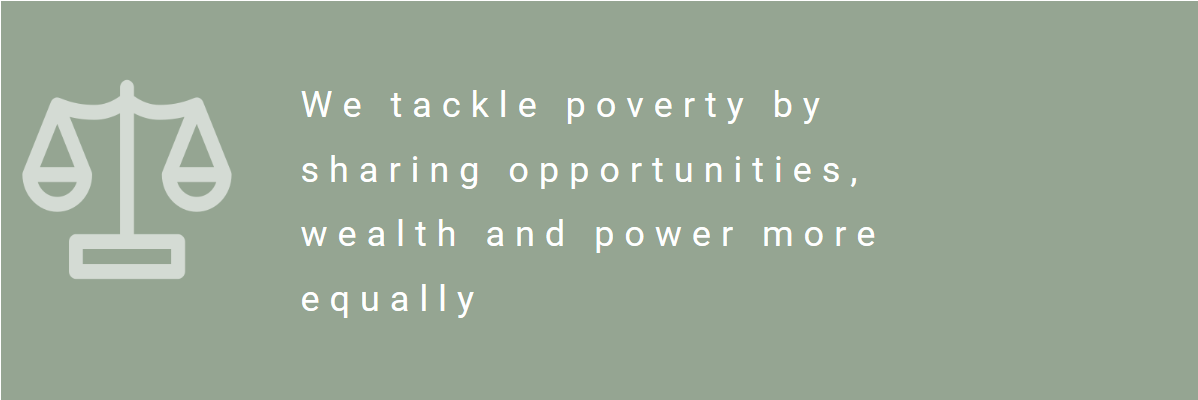 We tackle poverty by
sharing opportunities,
wealth and power more
equally